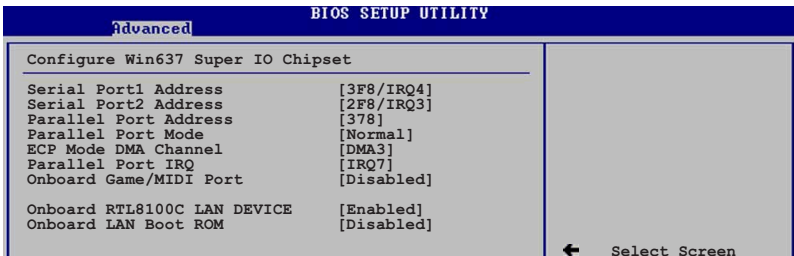 BIOS SETUP UTILITY
Advanced
Configure Win637 Super IO Chipset
Serial Port1 Address [3F8/IRQ4]
Serial Port2 Address [2F8/IRQ3]
Parallel Port Address [378]
Parallel Port Mode [Normal]
ECP Mode DMA Channel [DMA3]
Parallel Port IRQ [IRQ7]
Onboard Game/MIDI Port [Disabled]
Onboard RTL8100C LAN DEVICE [Enabled]
Onboard LAN Boot ROM [Disabled]
← Select Screen